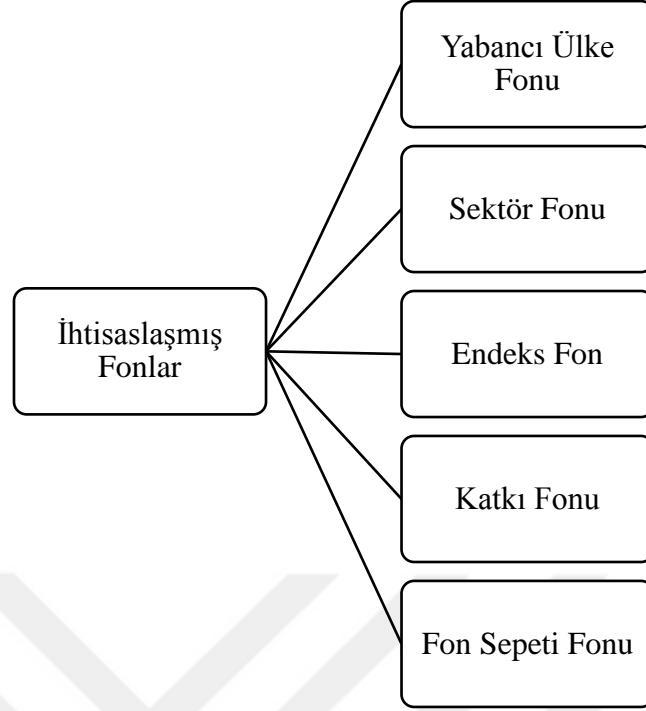 Yabancı Ülke
Fonu
Sektör Fonu
İhtisaslaşmış
Fonlar
Endeks Fon
Katkı Fonu
Fon Sepeti Fonu